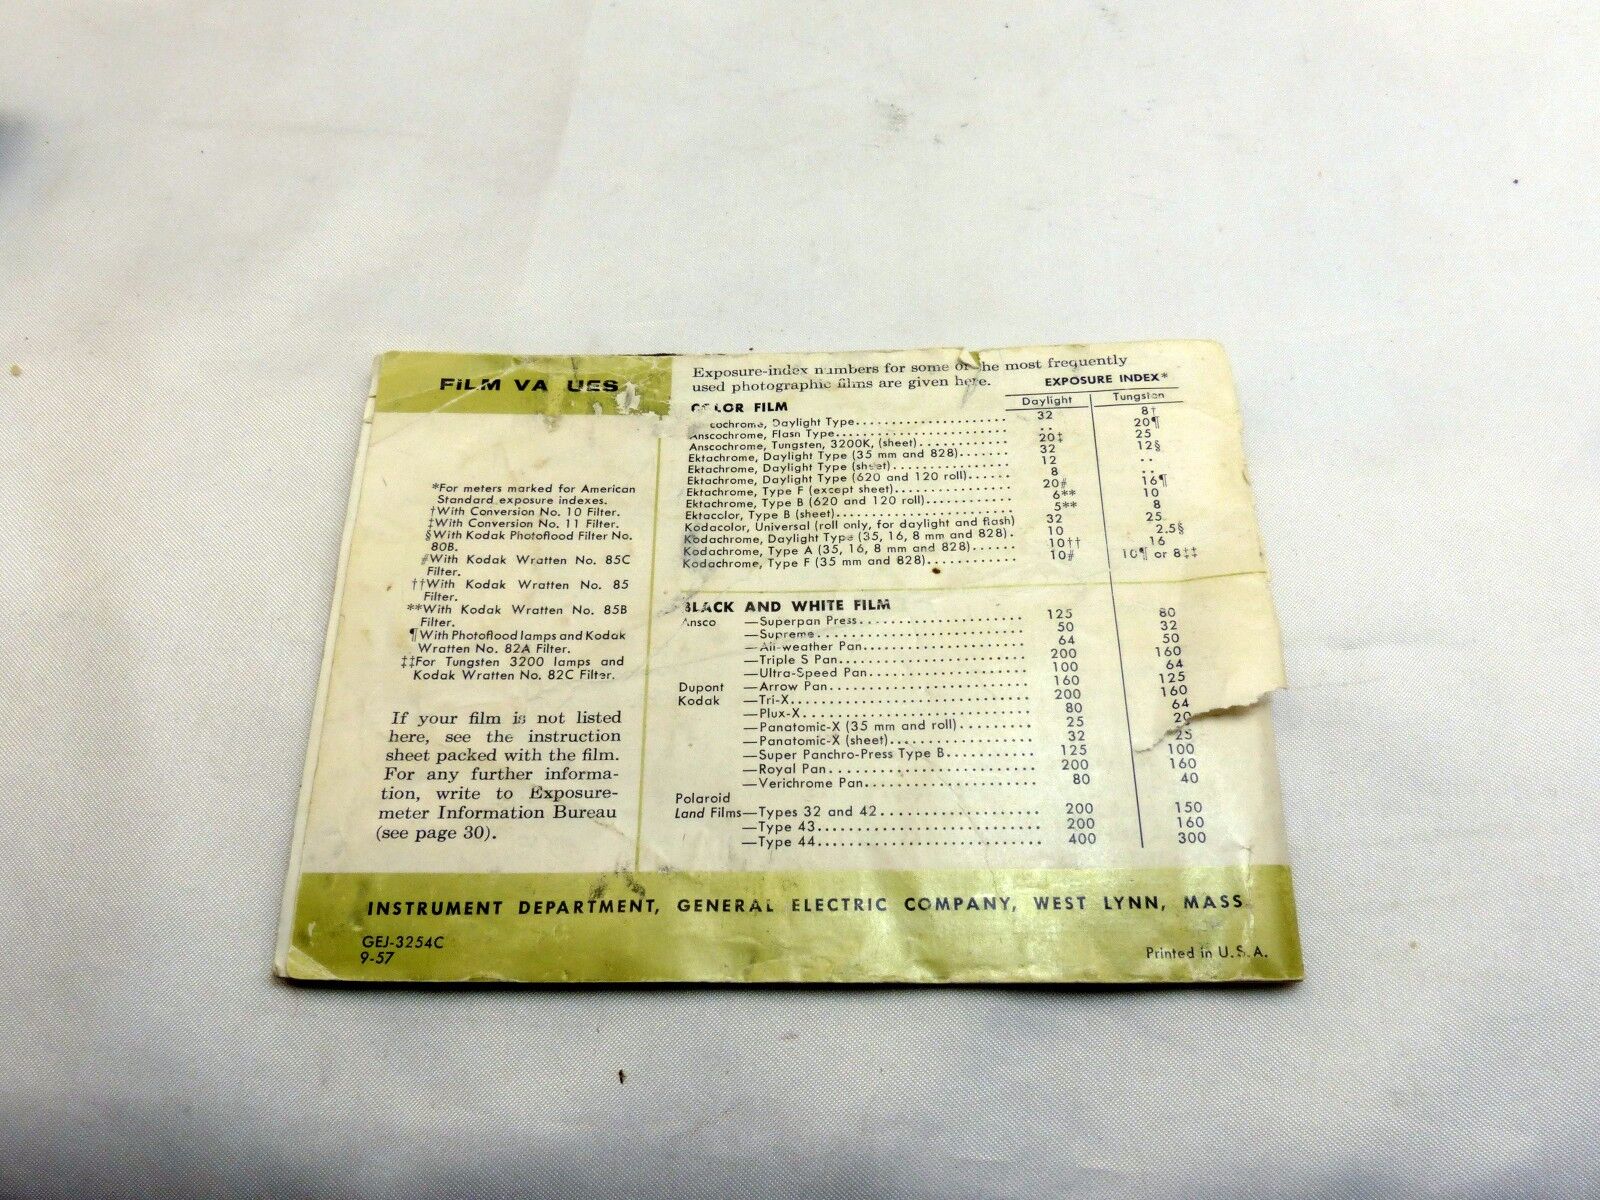 FILM VA UES
*For meters marked for American
Standard exposure indexes.
†With Conversion No. 10 Filter.
‡With Conversion No. 11 Filter.
§With Kodak Photoflood Filter No.
80B.
#With Kodak Wratten No. 85C
Filter.
††With Kodak Wratten No. 85
Filter.
**With Kodak Wratten No. 85B
Filter.
¶With Photoflood lamps and Kodak
Wratten No. 82A Filter.
‡‡For Tungsten 3200 lamps and
Kodak Wratten No. 82C Filter.
If your film is not listed
here, see the instruction
sheet packed with the film.
For any further informa-
tion, write to Exposure-
meter Information Bureau
(see page 30).
Exposure-index numbers for some of the most frequently
used photographic films are given here.
EXPOSURE INDEX*
COLOR FILM Daylight Tungsten
cochrome, Daylight Type 32 8†
Anscochrome, Flash Type .. 20¶
Anscochrome, Tungsten, 3200K, (sheet) 20‡ 25
Ektachrome, Daylight Type (35 mm and 828) 32 12§
Ektachrome, Daylight Type (sheet) 12 ..
Ektachrome, Daylight Type (620 and 120 roll) 8 ..
Ektachrome, Type F (except sheet) 20# 16¶
Ektachrome, Type B (620 and 120 roll) 6** 10
Ektacolor, Type B (sheet) 5** 8
Kodacolor, Universal (roll only, for daylight and flash) 32 25
Kodachrome, Daylight Type (35, 16, 8 mm and 828) 10 2.5§
Kodachrome, Type A (35, 16, 8 mm and 828) 10†† 16
Kodachrome, Type F (35 mm and 828) 10# 10¶ or 8‡‡
BLACK AND WHITE FILM
Ansco —Superpan Press 125 80
—Supreme 50 32
—All-weather Pan 64 50
—Triple S Pan 200 160
—Ultra-Speed Pan 100 64
Dupont —Arrow Pan 160 125
Kodak —Tri-X 200 160
—Plux-X 80 64
—Panatomic-X (35 mm and roll) 25 20
—Panatomic-X (sheet) 32 25
—Super Panchro-Press Type B 125 100
—Royal Pan 200 160
—Verichrome Pan 80 40
Polaroid
Land Films—Types 32 and 42 200 150
—Type 43 200 160
—Type 44 400 300
INSTRUMENT DEPARTMENT, GENERAL ELECTRIC COMPANY, WEST LYNN, MASS
GEJ-3254C
9-57
Printed in U.S.A.